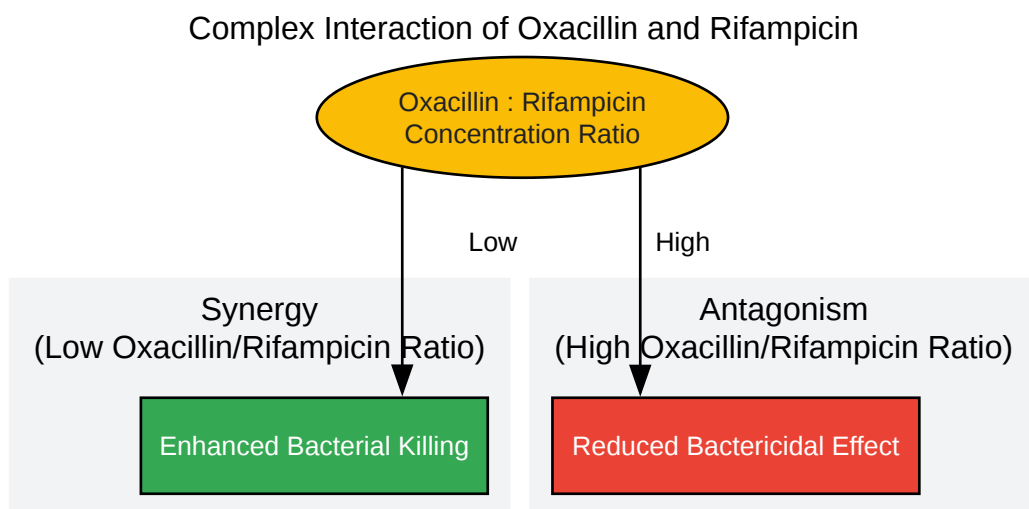 Complex Interaction of Oxacillin and Rifampicin
Oxacillin : Rifampicin
Concentration Ratio
Low
High
Synergy
(Low Oxacillin/Rifampicin Ratio)
Antagonism
(High Oxacillin/Rifampicin Ratio)
Enhanced Bacterial Killing
Reduced Bactericidal Effect